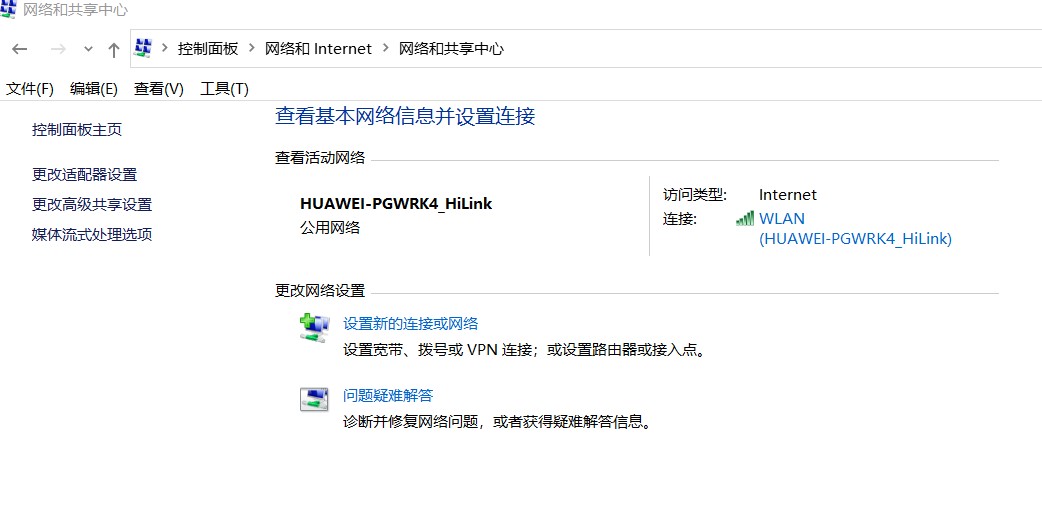 网络和共享中心
控制面板 > 网络和 Internet > 网络和共享中心
文件(F) 编辑(E) 查看(V) 工具(T)
控制面板主页
更改适配器设置
更改高级共享设置
媒体流式处理选项
查看基本网络信息并设置连接
查看活动网络
HUAWEI-PGWRK4_HiLink
公用网络
访问类型: Internet
连接: WLAN
(HUAWEI-PGWRK4_HiLink)
更改网络设置
设置新的连接或网络
设置宽带、拨号或 VPN 连接；或设置路由器或接入点。
问题疑难解答
诊断并修复网络问题，或者获得疑难解答信息。